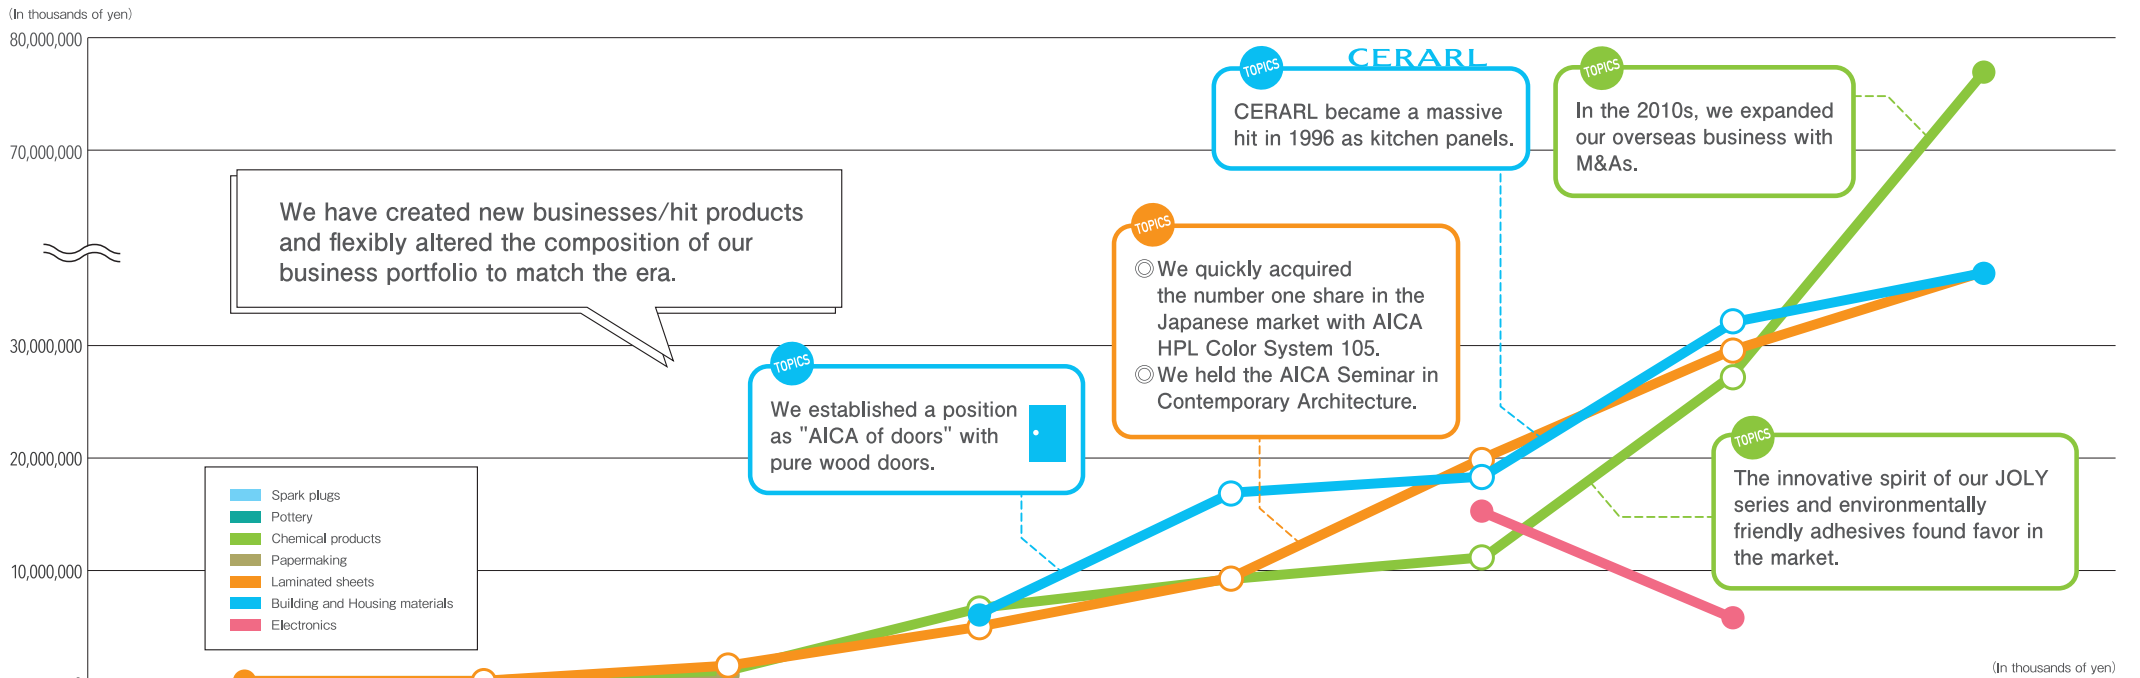 (In thousands of yen)
80,000,000
70,000,000
30,000,000
20,000,000
10,000,000
We have created new businesses/hit products
and flexibly altered the composition of our
business portfolio to match the era.
Spark plugs
Pottery
Chemical products
Papermaking
Laminated sheets
Building and Housing materials
Electronics
TOPICS
We established a position
as "AICA of doors" with
pure wood doors.
TOPICS
◎We quickly acquired
the number one share in the
Japanese market with AICA
HPL Color System 105.
◎We held the AICA Seminar in
Contemporary Architecture.
TOPICS
CERARL
CERARL became a massive
hit in 1996 as kitchen panels.
TOPICS
In the 2010s, we expanded
our overseas business with
M&As.
TOPICS
The innovative spirit of our JOLY
series and environmentally
friendly adhesives found favor in
the market.
(In thousands of yen)